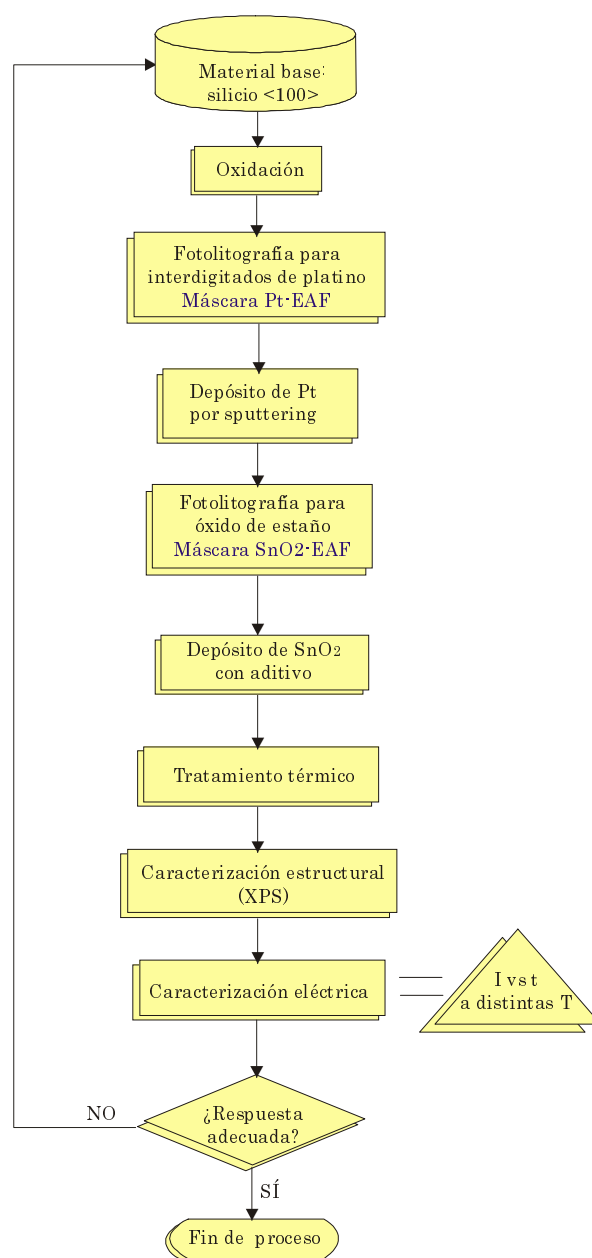 Material base:
silicio <100>
Oxidación
Fotolitografía para
interdigitados de platino
Máscara Pt-EAF
Depósito de Pt
por sputtering
Fotolitografía para
óxido de estaño
Máscara SnO2-EAF
Depósito de SnO2
con aditivo
Tratamiento térmico
Caracterización estructural
(XPS)
Caracterización eléctrica
I vs t
a distintas T
¿Respuesta
adecuada?
NO
SÍ
Fin de proceso